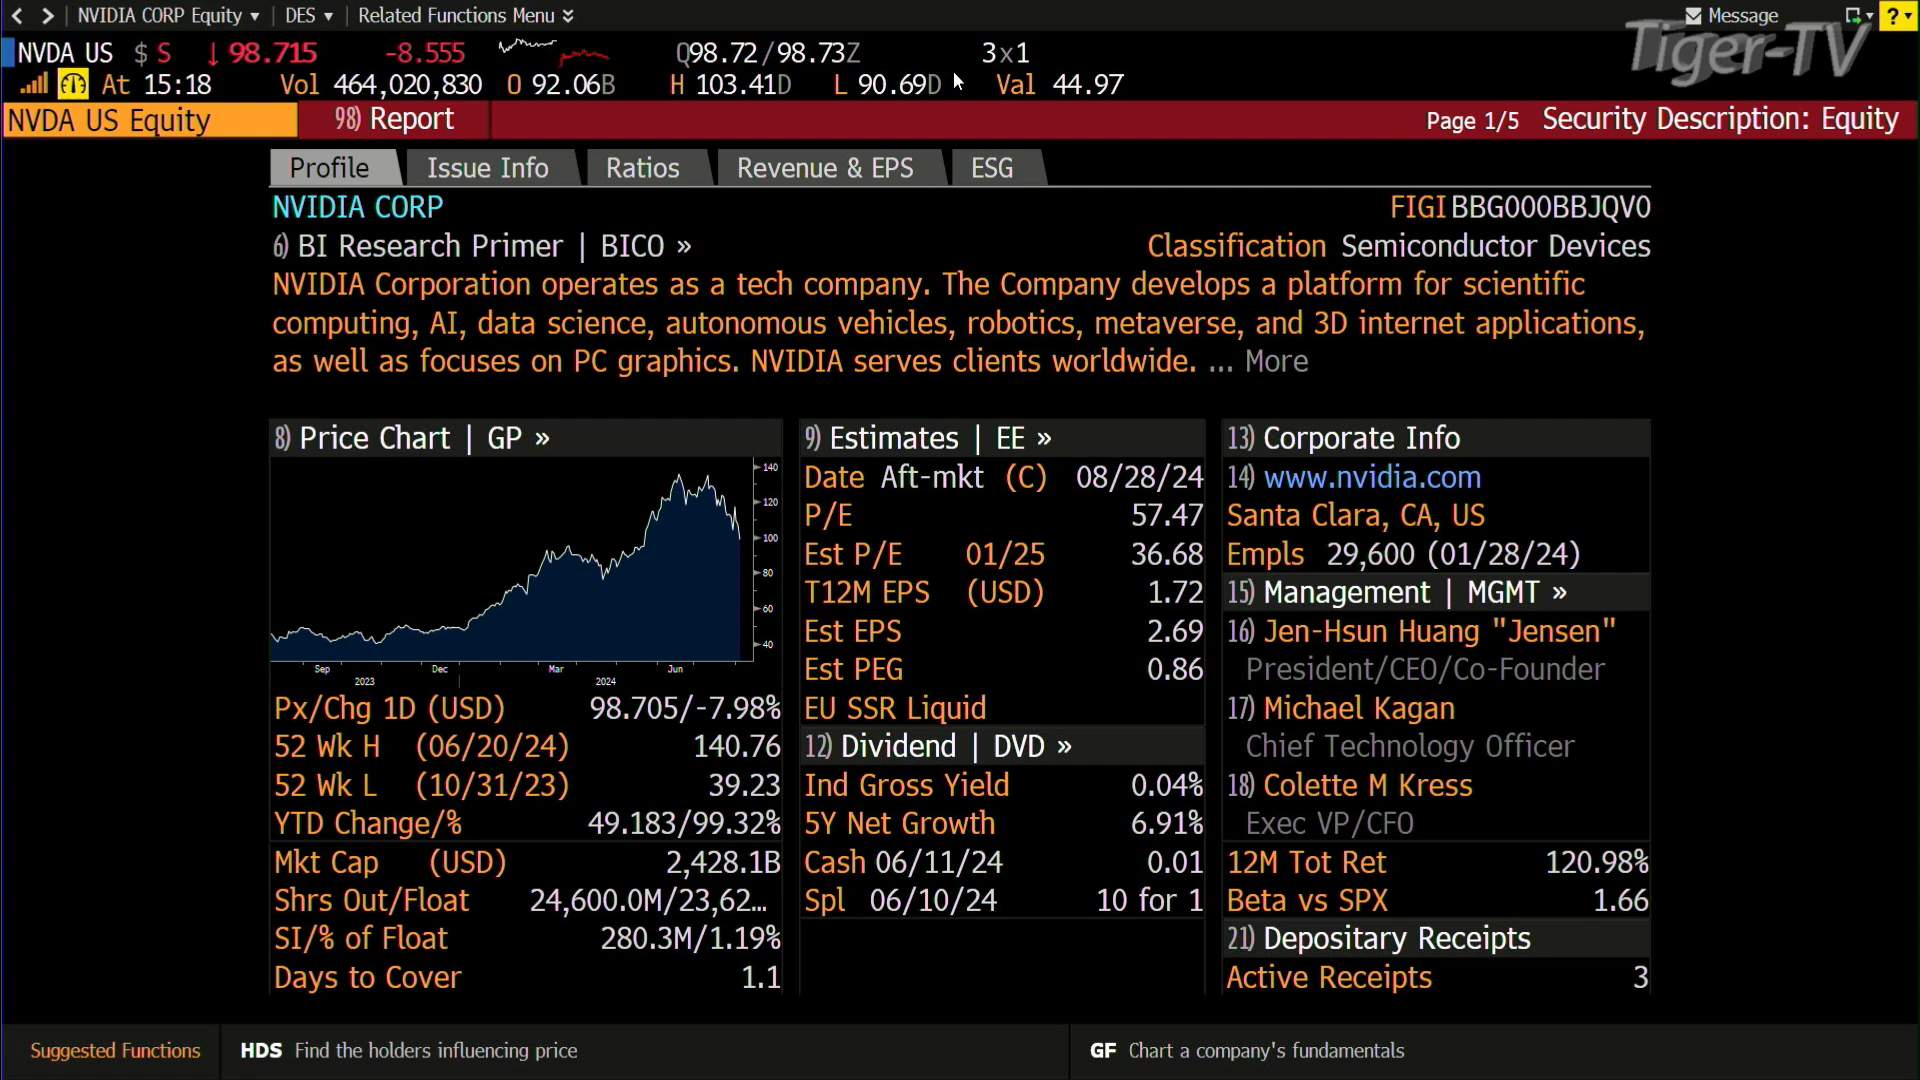 NVIDIA CORP Equity DES Related Functions Menu Message ?
NVDA US $ S ↓ 98.715 -8.555 Q98.72/98.73Z 3x1
At 15:18 Vol 464,020,830 O 92.06B H 103.41D L 90.69D Val 44.97
Tiger-TV
NVDA US Equity 98) Report Page 1/5 Security Description: Equity
Profile Issue Info Ratios Revenue & EPS ESG
NVIDIA CORP FIGI BBG000BBJQV0
6) BI Research Primer | BICO » Classification Semiconductor Devices
NVIDIA Corporation operates as a tech company. The Company develops a platform for scientific
computing, AI, data science, autonomous vehicles, robotics, metaverse, and 3D internet applications,
as well as focuses on PC graphics. NVIDIA serves clients worldwide. ... More
8) Price Chart | GP »
140
120
100
80
60
40
Sep Dec Mar Jun
2023 2024
Px/Chg 1D (USD) 98.705/-7.98%
52 Wk H (06/20/24) 140.76
52 Wk L (10/31/23) 39.23
YTD Change/% 49.183/99.32%
Mkt Cap (USD) 2,428.1B
Shrs Out/Float 24,600.0M/23,62...
SI/% of Float 280.3M/1.19%
Days to Cover 1.1
9) Estimates | EE »
Date Aft-mkt (C) 08/28/24
P/E 57.47
Est P/E 01/25 36.68
T12M EPS (USD) 1.72
Est EPS 2.69
Est PEG 0.86
EU SSR Liquid
12) Dividend | DVD »
Ind Gross Yield 0.04%
5Y Net Growth 6.91%
Cash 06/11/24 0.01
Spl 06/10/24 10 for 1
13) Corporate Info
14) www.nvidia.com
Santa Clara, CA, US
Empls 29,600 (01/28/24)
15) Management | MGMT »
16) Jen-Hsun Huang "Jensen"
President/CEO/Co-Founder
17) Michael Kagan
Chief Technology Officer
18) Colette M Kress
Exec VP/CFO
12M Tot Ret 120.98%
Beta vs SPX 1.66
21) Depositary Receipts
Active Receipts 3
Suggested Functions HDS Find the holders influencing price GF Chart a company's fundamentals